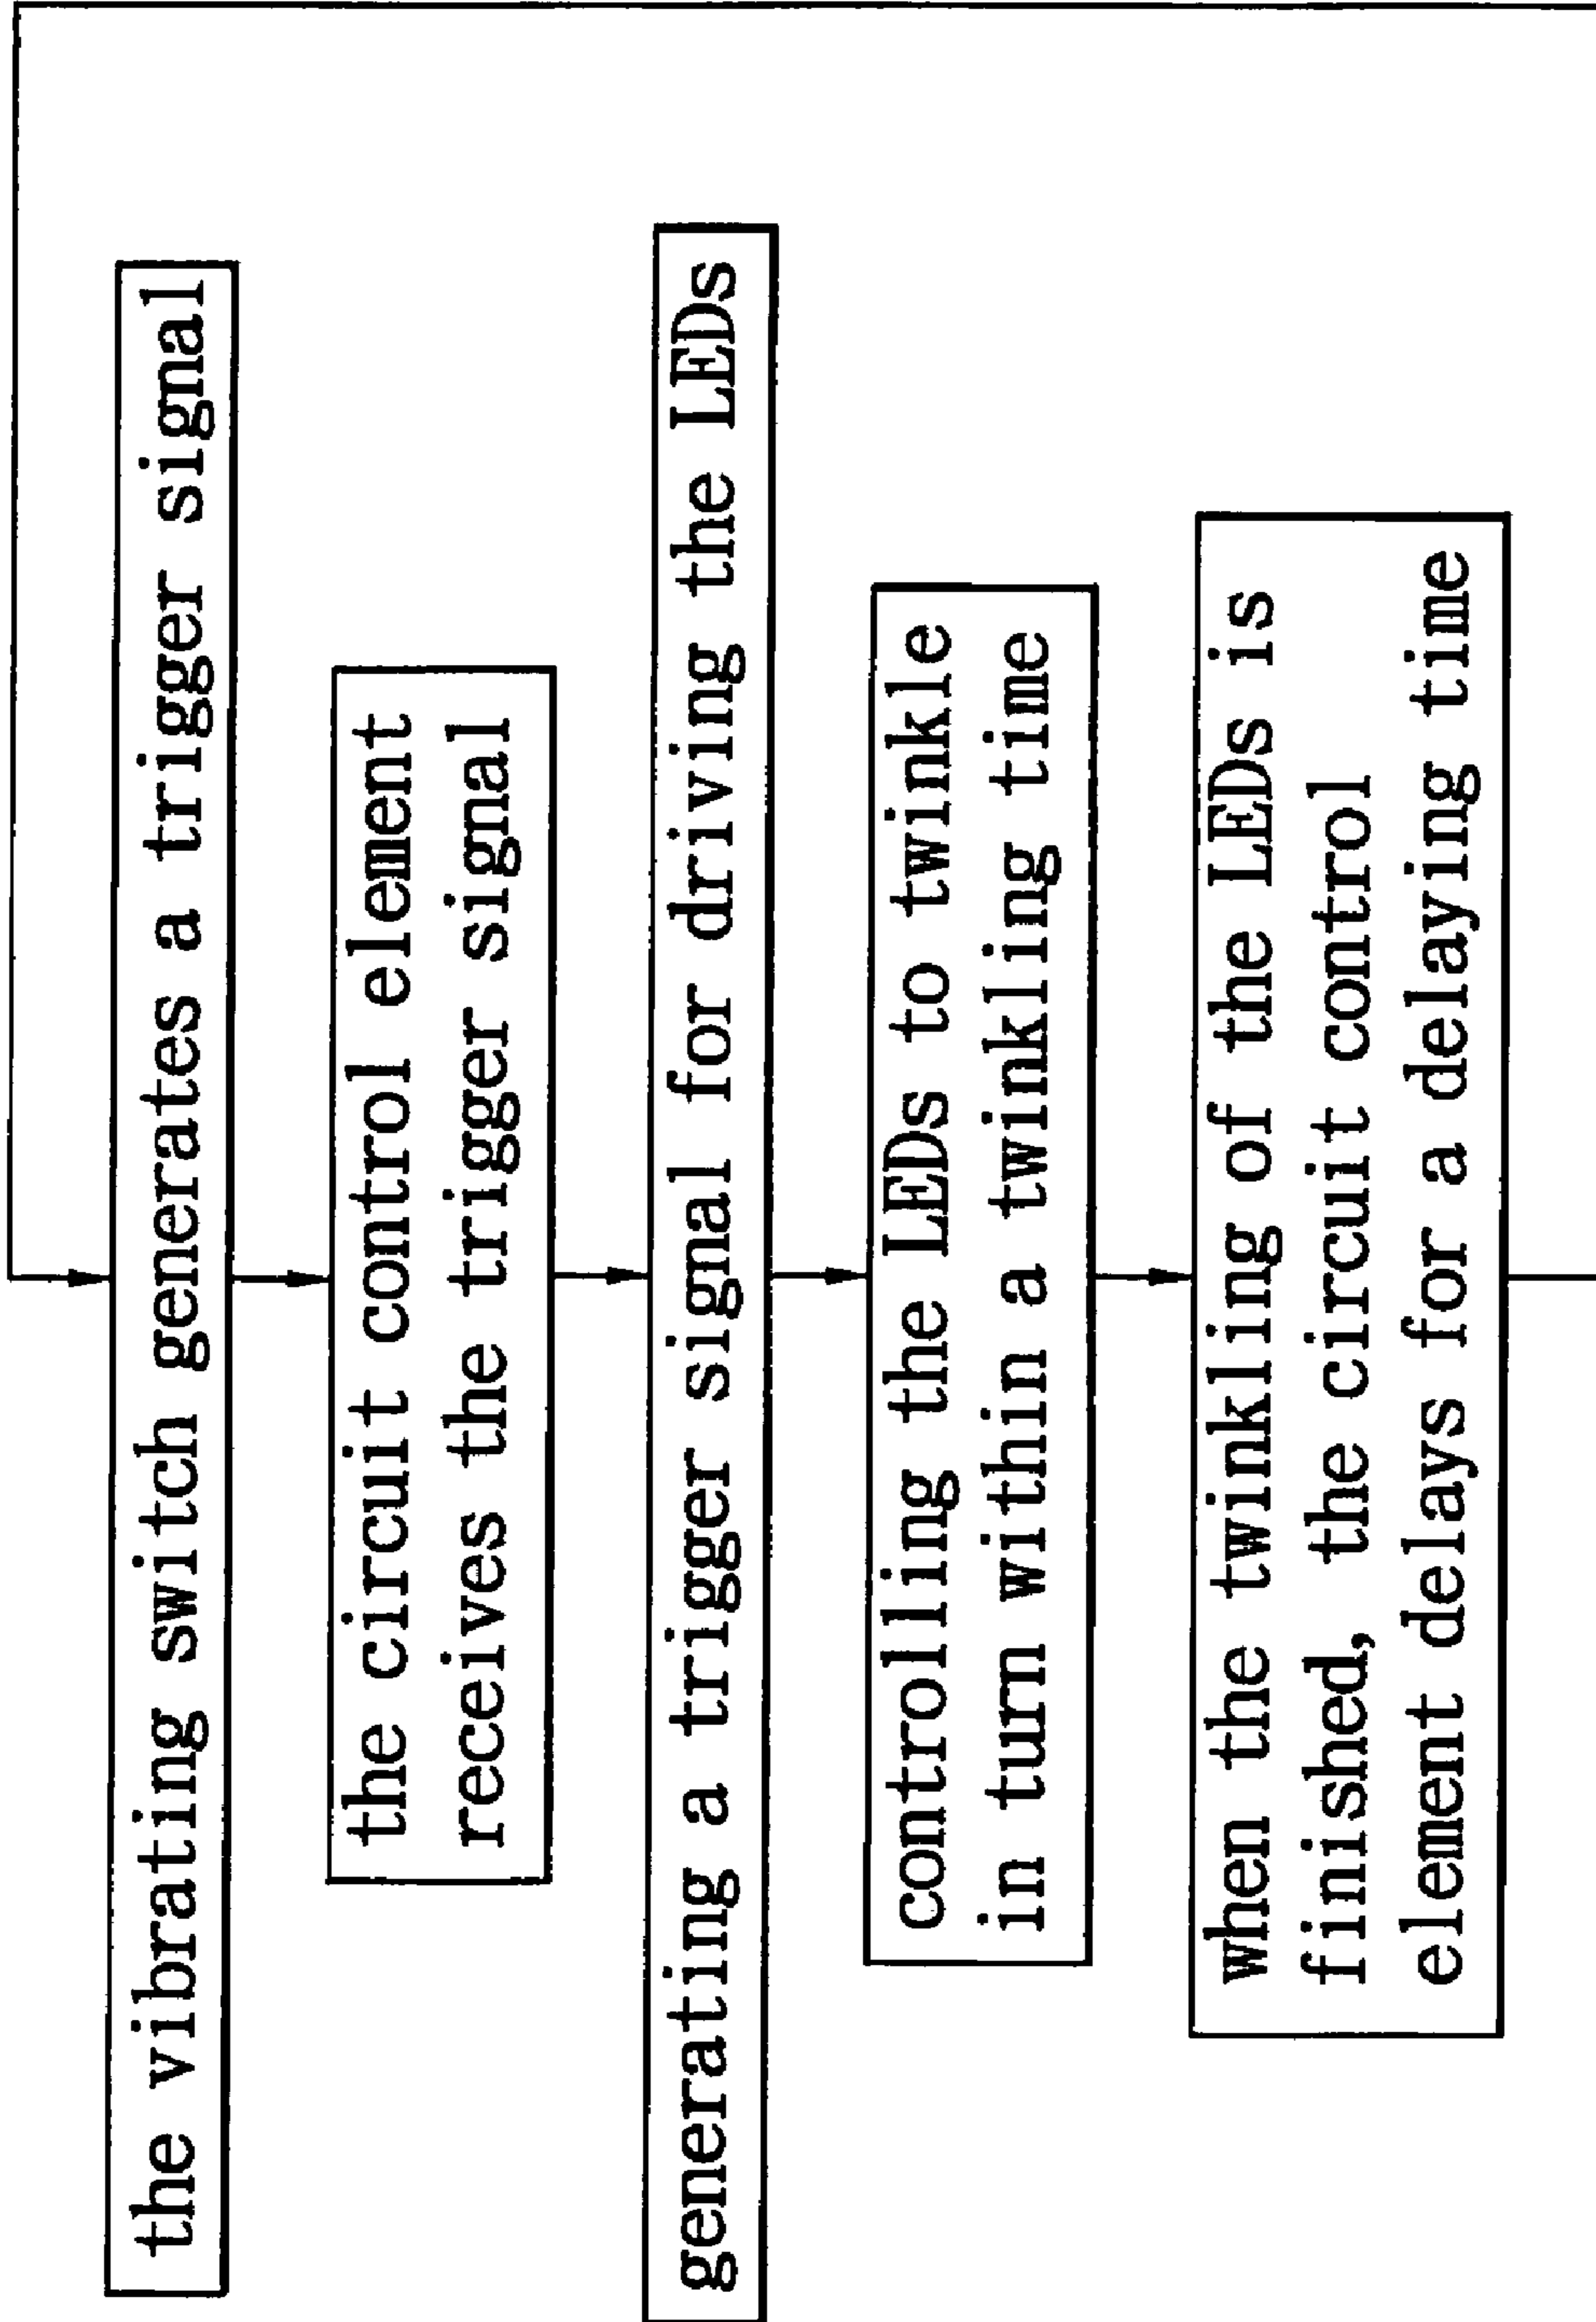 the vibrating switch generates a trigger signal
the circuit control element
receives the trigger signal
generating a trigger signal for driving the LEDs
controlling the LEDs to twinkle
in turn within a twinkling time
when the twinkling of the LEDs is
finished, the circuit control
element delays for a delaying time